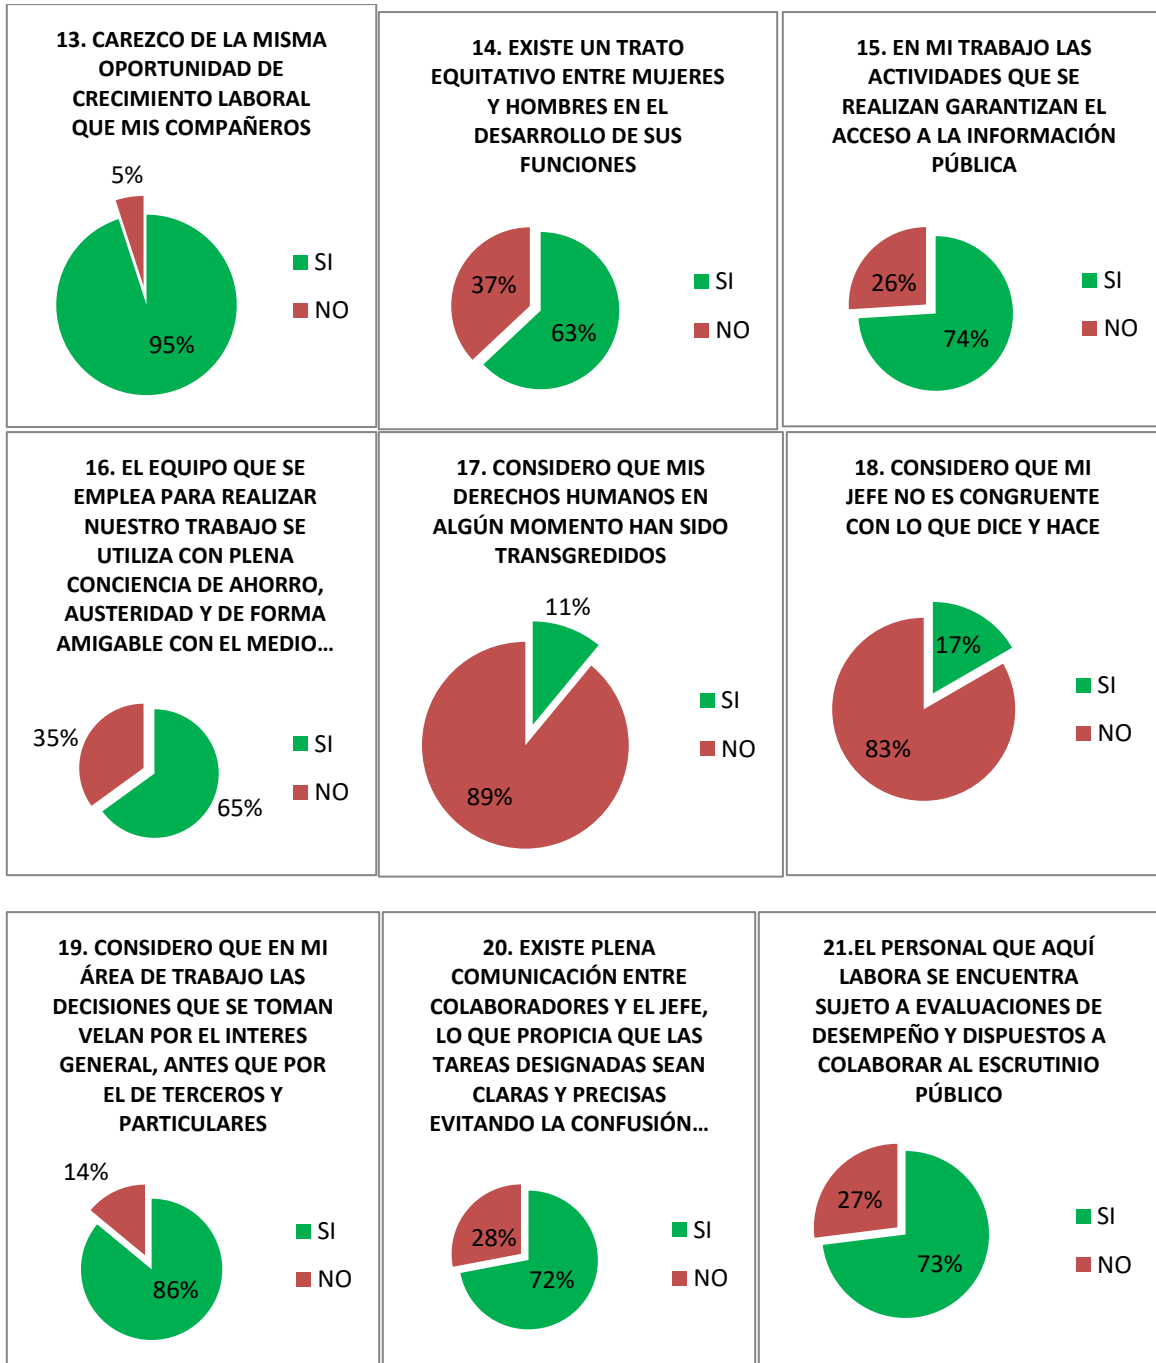 13. CAREZCO DE LA MISMA
OPORTUNIDAD DE
CRECIMIENTO LABORAL
QUE MIS COMPAÑEROS
5%
95%
SI
NO
14. EXISTE UN TRATO
EQUITATIVO ENTRE MUJERES
Y HOMBRES EN EL
DESARROLLO DE SUS
FUNCIONES
37%
63%
SI
NO
15. EN MI TRABAJO LAS
ACTIVIDADES QUE SE
REALIZAN GARANTIZAN EL
ACCESO A LA INFORMACIÓN
PÚBLICA
26%
74%
SI
NO
16. EL EQUIPO QUE SE
EMPLEA PARA REALIZAR
NUESTRO TRABAJO SE
UTILIZA CON PLENA
CONCIENCIA DE AHORRO,
AUSTERIDAD Y DE FORMA
AMIGABLE CON EL MEDIO...
35%
65%
SI
NO
17. CONSIDERO QUE MIS
DERECHOS HUMANOS EN
ALGÚN MOMENTO HAN SIDO
TRANSGREDIDOS
11%
89%
SI
NO
18. CONSIDERO QUE MI
JEFE NO ES CONGRUENTE
CON LO QUE DICE Y HACE
17%
83%
SI
NO
19. CONSIDERO QUE EN MI
ÁREA DE TRABAJO LAS
DECISIONES QUE SE TOMAN
VELAN POR EL INTERES
GENERAL, ANTES QUE POR
EL DE TERCEROS Y
PARTICULARES
14%
86%
SI
NO
20. EXISTE PLENA
COMUNICACIÓN ENTRE
COLABORADORES Y EL JEFE,
LO QUE PROPICIA QUE LAS
TAREAS DESIGNADAS SEAN
CLARAS Y PRECISAS
EVITANDO LA CONFUSIÓN...
28%
72%
SI
NO
21.EL PERSONAL QUE AQUÍ
LABORA SE ENCUENTRA
SUJETO A EVALUACIONES DE
DESEMPEÑO Y DISPUESTOS A
COLABORAR AL ESCRUTINIO
PÚBLICO
27%
73%
SI
NO